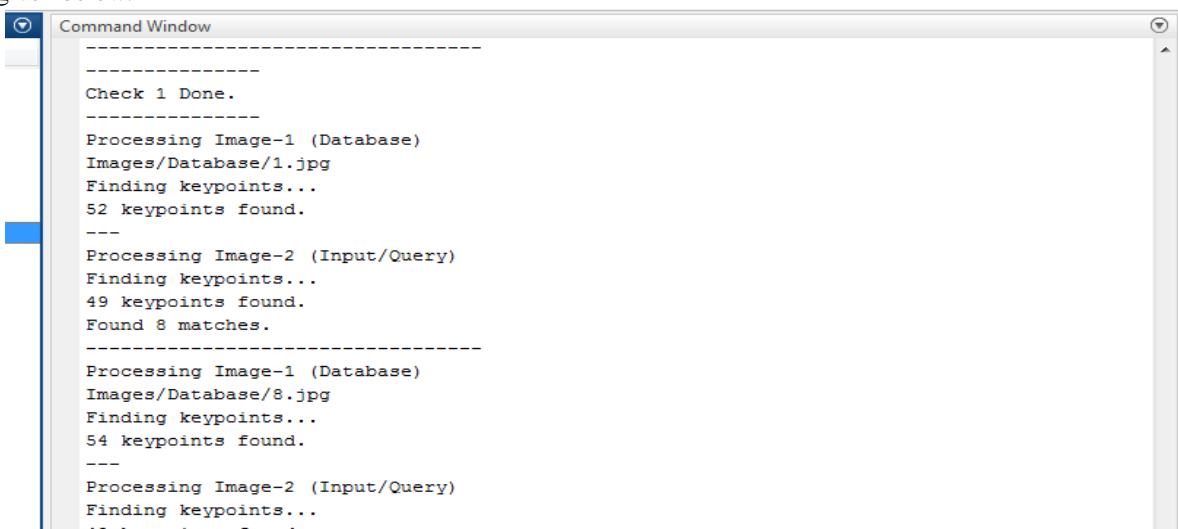 Command Window
----------------------------------
---------------
Check 1 Done.
---------------
Processing Image-1 (Database)
Images/Database/1.jpg
Finding keypoints...
52 keypoints found.
---
Processing Image-2 (Input/Query)
Finding keypoints...
49 keypoints found.
Found 8 matches.
----------------------------------
Processing Image-1 (Database)
Images/Database/8.jpg
Finding keypoints...
54 keypoints found.
---
Processing Image-2 (Input/Query)
Finding keypoints...